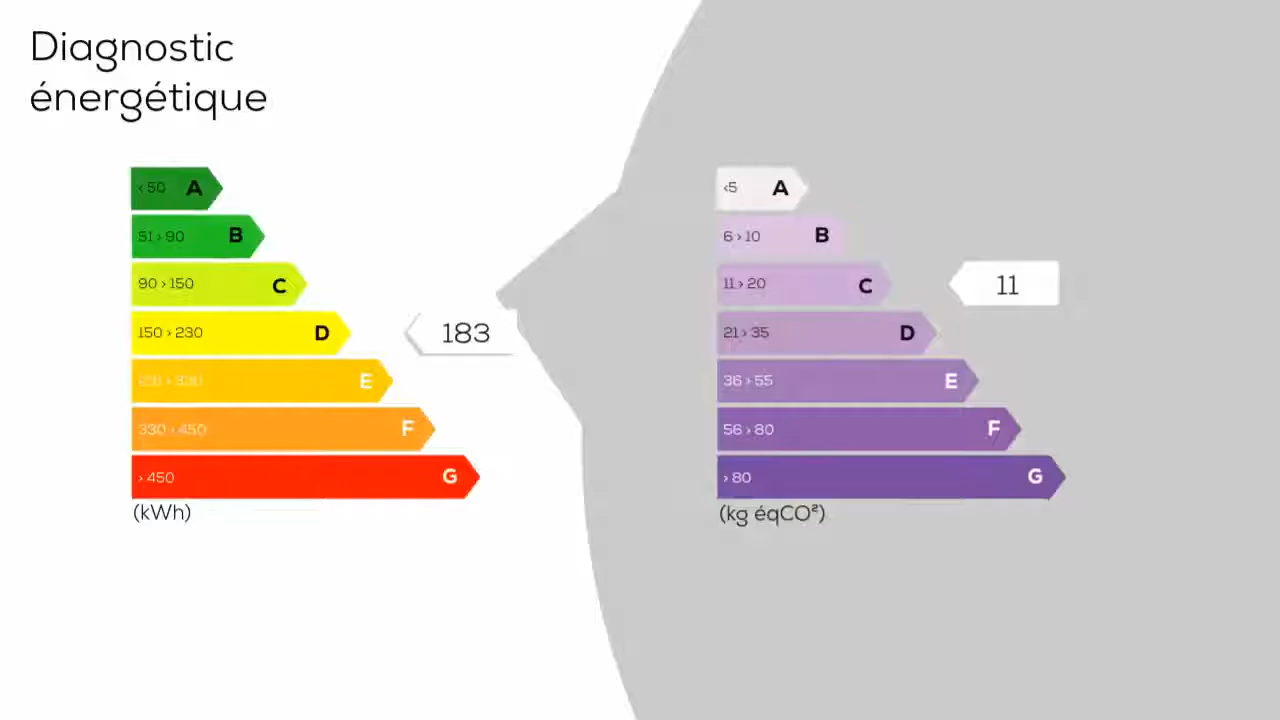 Diagnostic
énergétique
< 50 A
51 > 90 B
90 > 150 C
150 > 230 D
183
E
330 > 450 F
> 450 G
(kWh)
<5 A
6 > 10 B
11 > 20 C
11
21 > 35 D
36 > 55 E
56 > 80 F
> 80 G
(kg éqCO²)